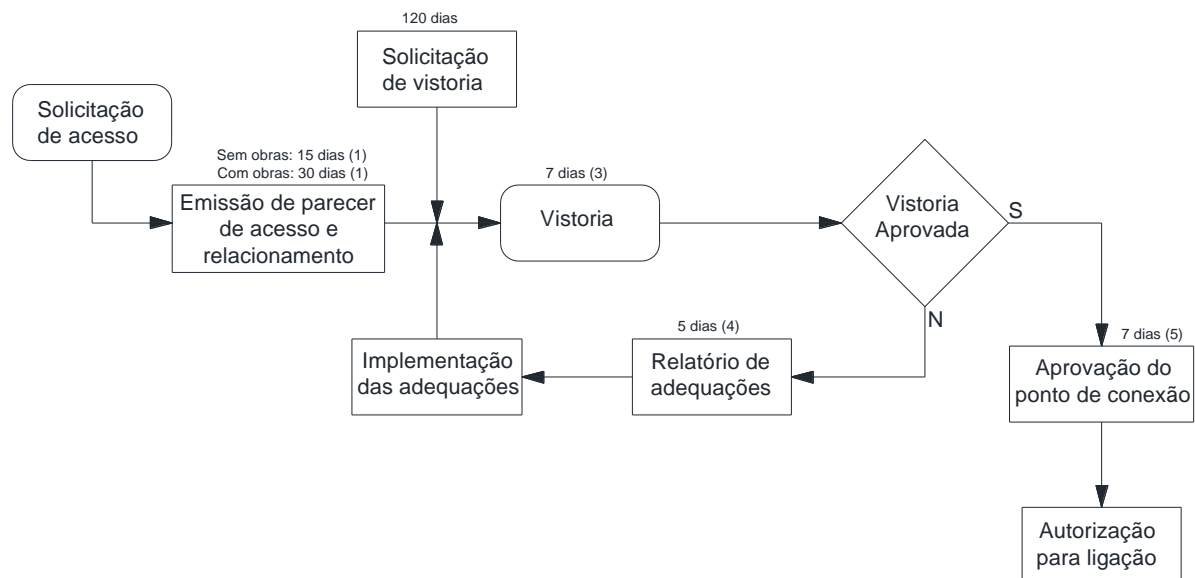 120 dias
Solicitação
de vistoria
Solicitação
de acesso
Sem obras: 15 dias (1)
Com obras: 30 dias (1)
Emissão de parecer
de acesso e
relacionamento
7 dias (3)
Vistoria
Vistoria
Aprovada
S
N
7 dias (5)
Aprovação do
ponto de conexão
5 dias (4)
Relatório de
adequações
Implementação
das adequações
Autorização
para ligação